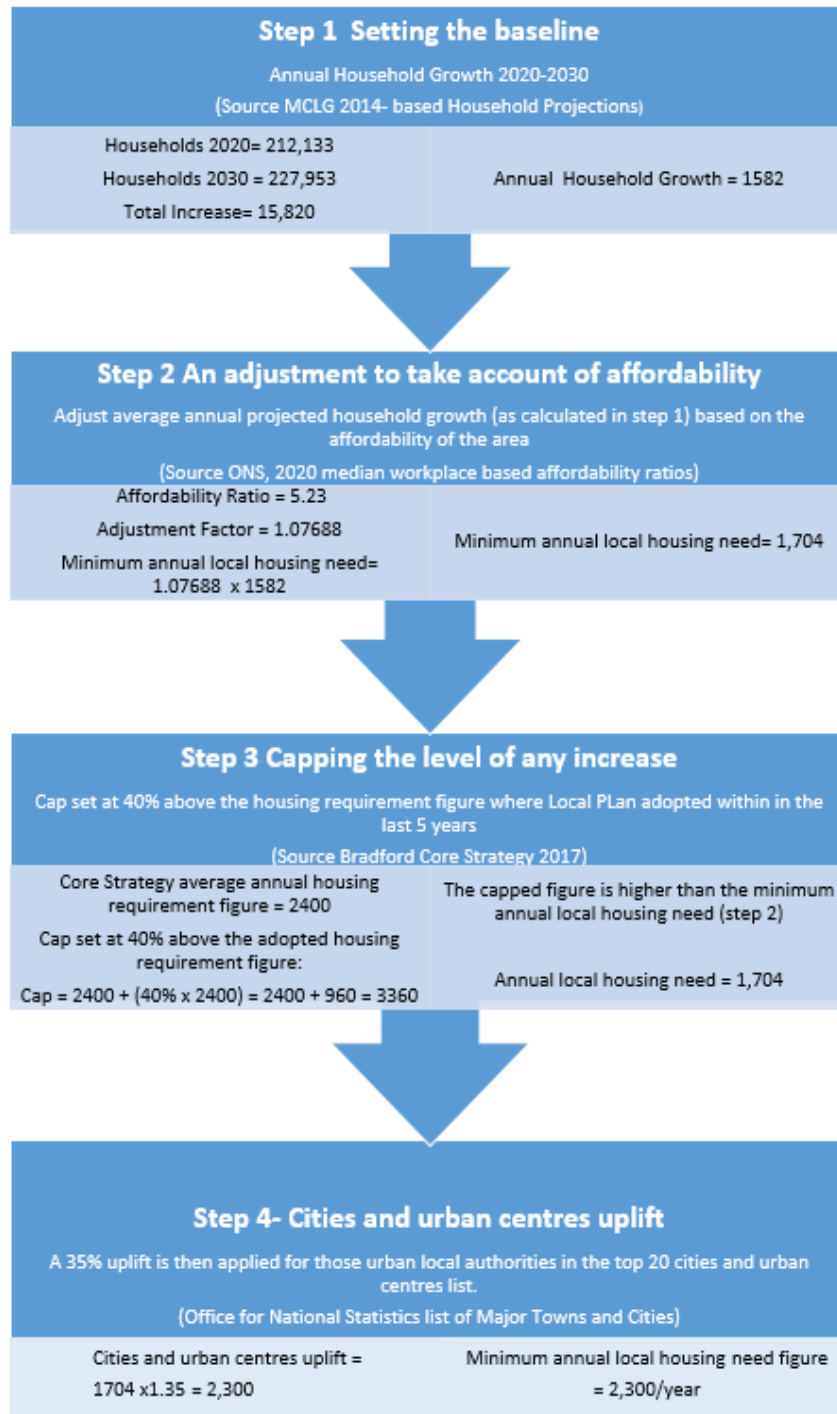 Step 1 Setting the baseline
Annual Household Growth 2020-2030
(Source MCLG 2014- based Household Projections)
Households 2020= 212,133
Households 2030 = 227,953
Total Increase= 15,820
Annual Household Growth = 1582
Step 2 An adjustment to take account of affordability
Adjust average annual projected household growth (as calculated in step 1) based on the
affordability of the area
(Source ONS, 2020 median workplace based affordability ratios)
Affordability Ratio = 5.23
Adjustment Factor = 1.07688
Minimum annual local housing need=
1.07688 x 1582
Minimum annual local housing need= 1,704
Step 3 Capping the level of any increase
Cap set at 40% above the housing requirement figure where Local PLan adopted within in the
last 5 years
(Source Bradford Core Strategy 2017)
Core Strategy average annual housing
requirement figure = 2400
Cap set at 40% above the adopted housing
requirement figure:
Cap = 2400 + (40% x 2400) = 2400 + 960 = 3360
The capped figure is higher than the minimum
annual local housing need (step 2)
Annual local housing need = 1,704
Step 4- Cities and urban centres uplift
A 35% uplift is then applied for those urban local authorities in the top 20 cities and urban
centres list.
(Office for National Statistics list of Major Towns and Cities)
Cities and urban centres uplift =
1704 x1.35 = 2,300
Minimum annual local housing need figure
= 2,300/year